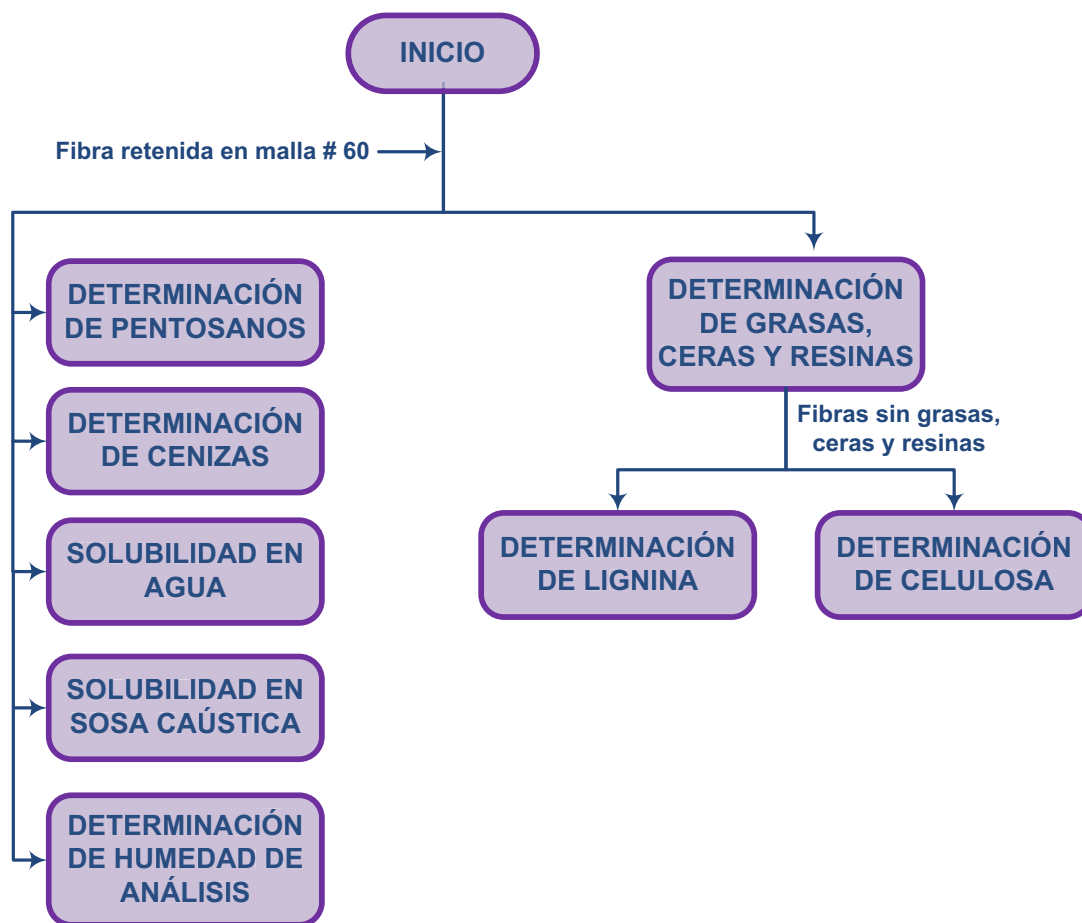 INICIO
Fibra retenida en malla # 60
DETERMINACIÓN
DE PENTOSANOS
DETERMINACIÓN
DE CENIZAS
SOLUBILIDAD EN
AGUA
SOLUBILIDAD EN
SOSA CAÚSTICA
DETERMINACIÓN
DE HUMEDAD DE
ANÁLISIS
DETERMINACIÓN
DE GRASAS,
CERAS Y RESINAS
Fibras sin grasas,
ceras y resinas
DETERMINACIÓN
DE LIGNINA
DETERMINACIÓN
DE CELULOSA